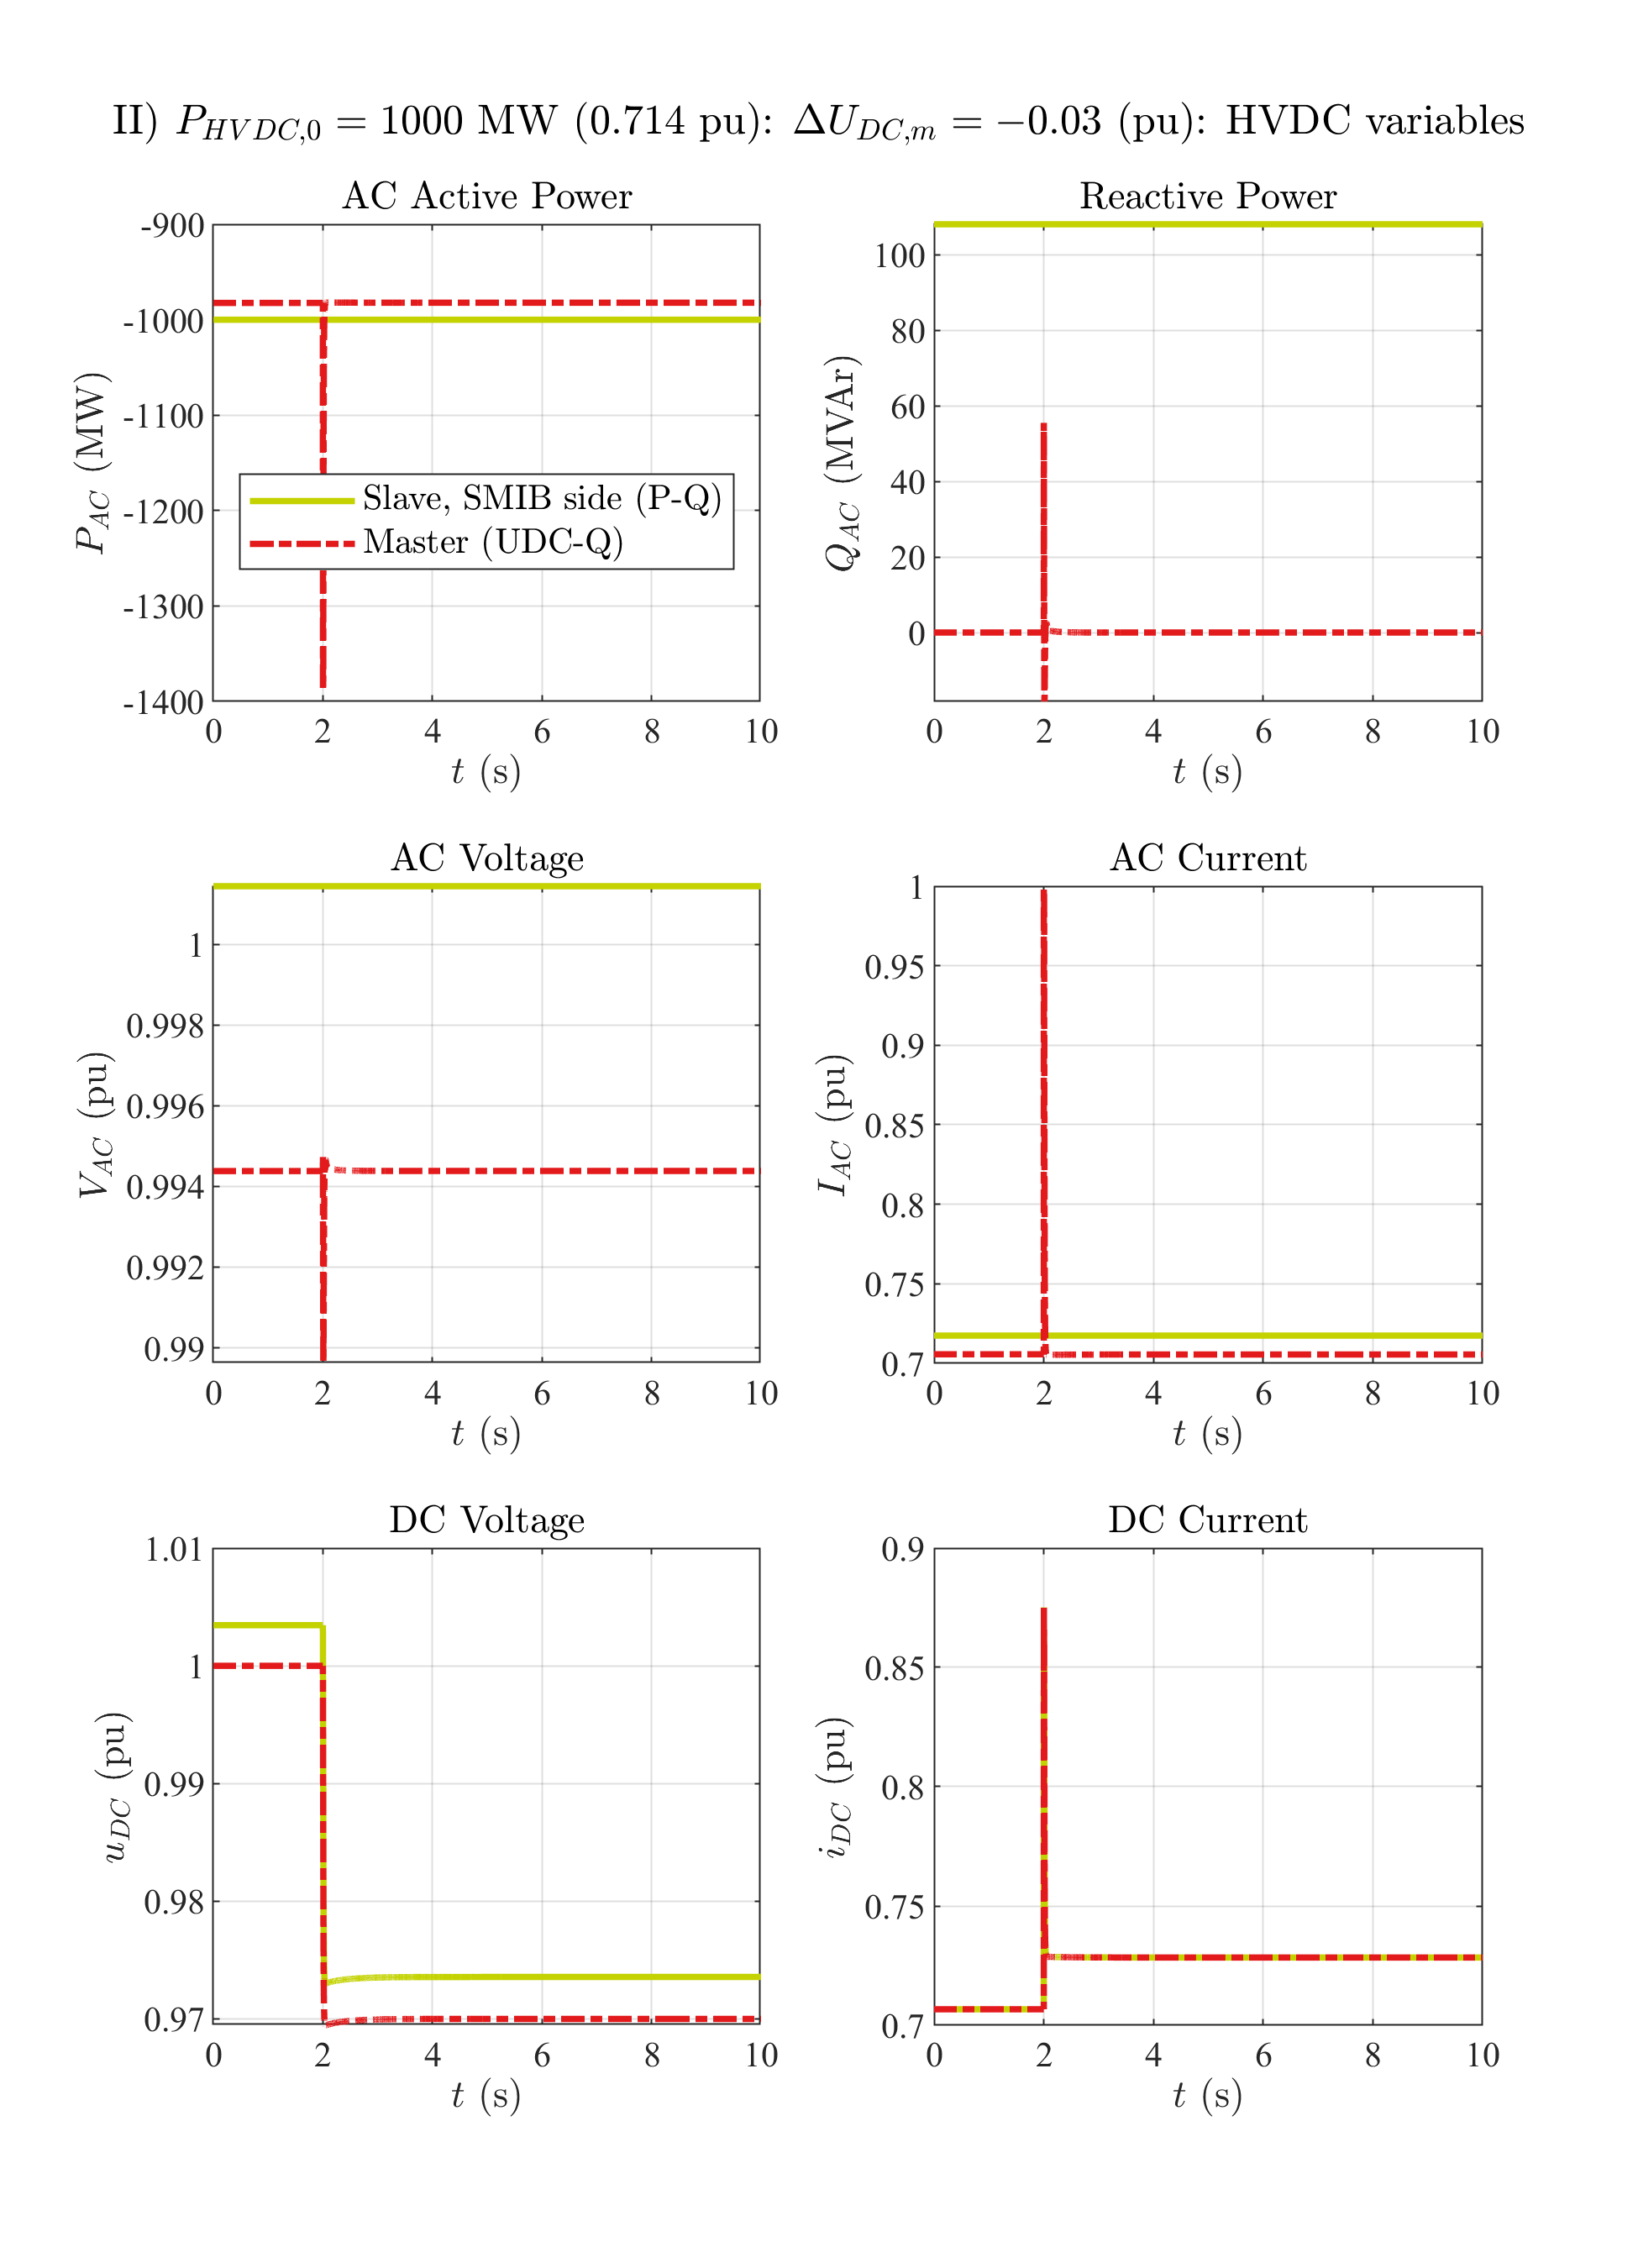 II) P_{HVDC,0} = 1000 MW (0.714 pu): ΔU_{DC,m} = −0.03 (pu): HVDC variables
AC Active Power
-900
-1000
-1100
-1200
-1300
-1400
P_{AC} (MW)
Slave, SMIB side (P-Q)
Master (UDC-Q)
0 2 4 6 8 10
t (s)
Reactive Power
100
80
60
40
20
0
Q_{AC} (MVAr)
0 2 4 6 8 10
t (s)
AC Voltage
1
0.998
0.996
0.994
0.992
0.99
V_{AC} (pu)
0 2 4 6 8 10
t (s)
AC Current
1
0.95
0.9
0.85
0.8
0.75
0.7
I_{AC} (pu)
0 2 4 6 8 10
t (s)
DC Voltage
1.01
1
0.99
0.98
0.97
u_{DC} (pu)
0 2 4 6 8 10
t (s)
DC Current
0.9
0.85
0.8
0.75
0.7
i_{DC} (pu)
0 2 4 6 8 10
t (s)